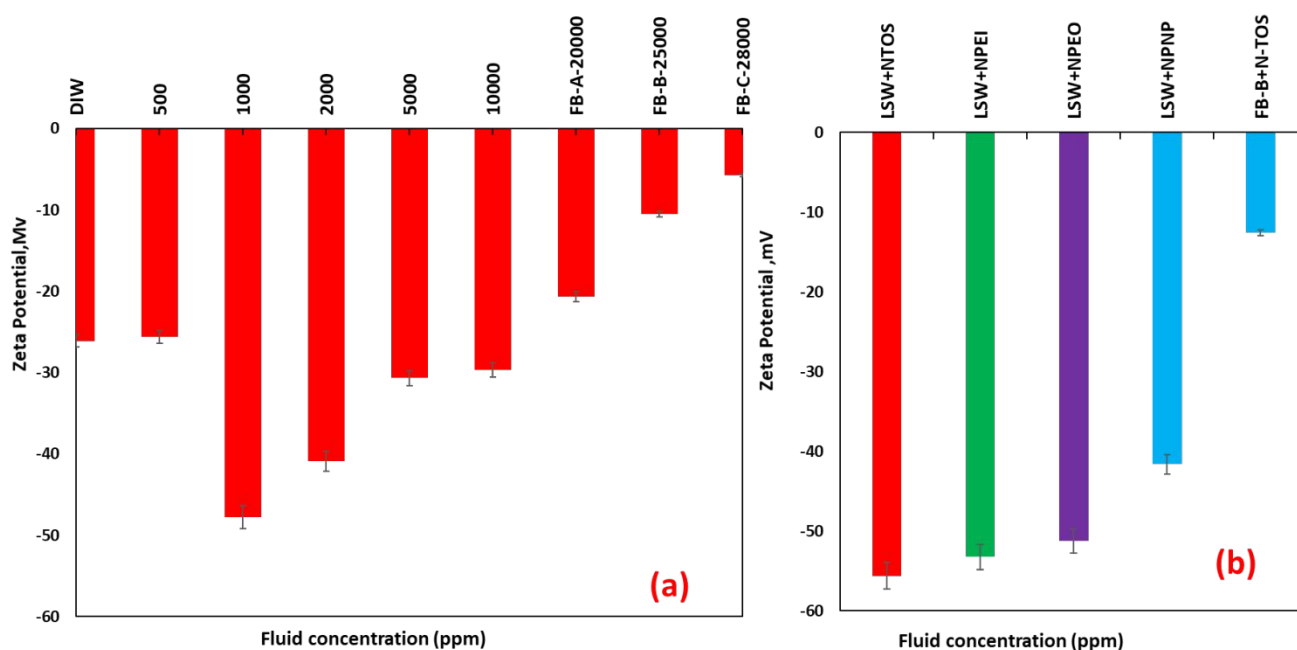 DIW
500
1000
2000
5000
10000
FB-A-20000
FB-B-25000
FB-C-28000
0
-10
-20
-30
-40
-50
-60
Zeta Potential,Mv
Fluid concentration (ppm)
(a)
LSW+NTOS
LSW+NPEI
LSW+NPEO
LSW+NPNP
FB-B+N-TOS
0
-10
-20
-30
-40
-50
-60
Zeta Potential ,mV
Fluid concentration (ppm)
(b)